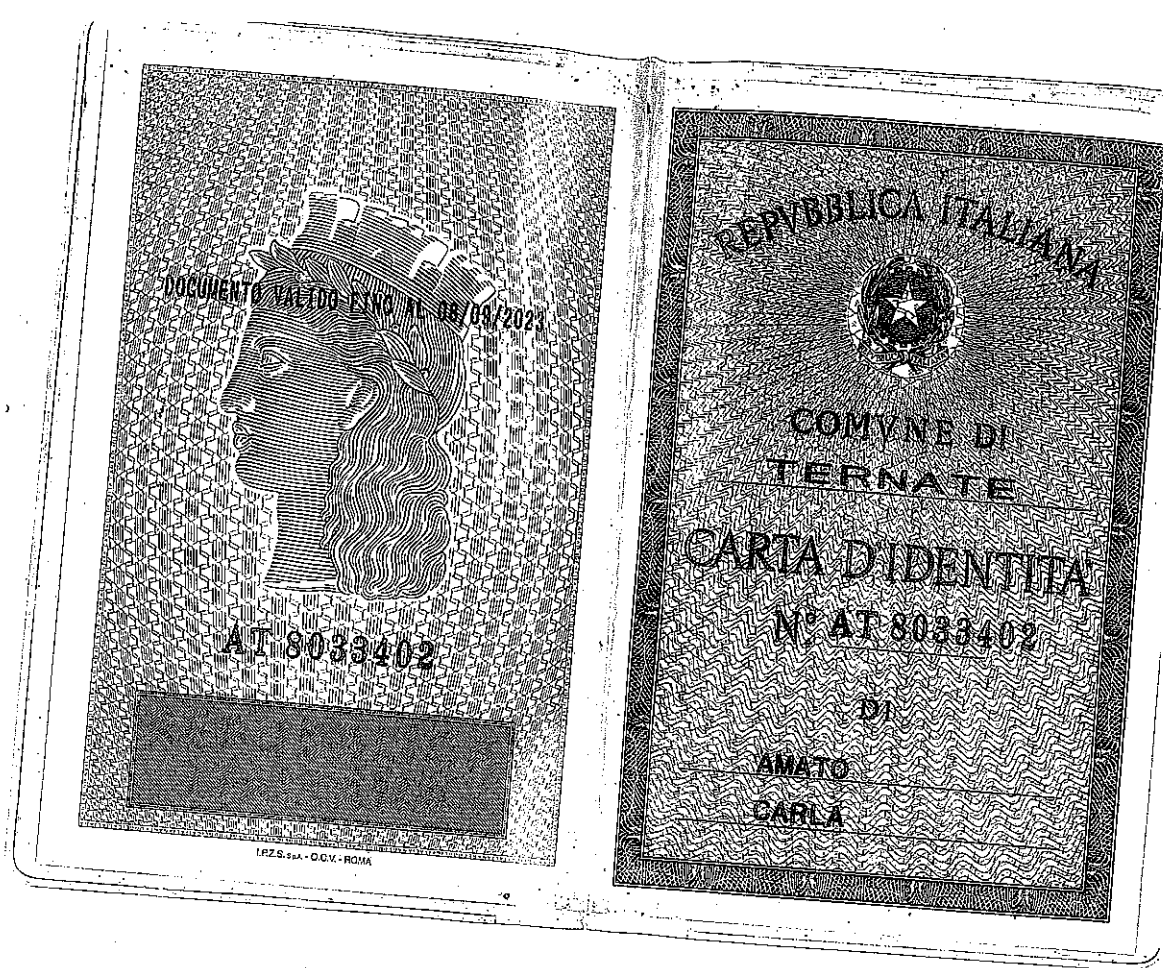 DOCUMENTO VALIDO FINO AL 08/09/2023
AT 8033402
I.P.Z.S. S.p.A. - O.C.V. - ROMA
REPVBBLICA ITALIANA
COMVNE DI
TERNATE
CARTA D'IDENTITA'
N° AT 8033402
DI
AMATO
CARLA